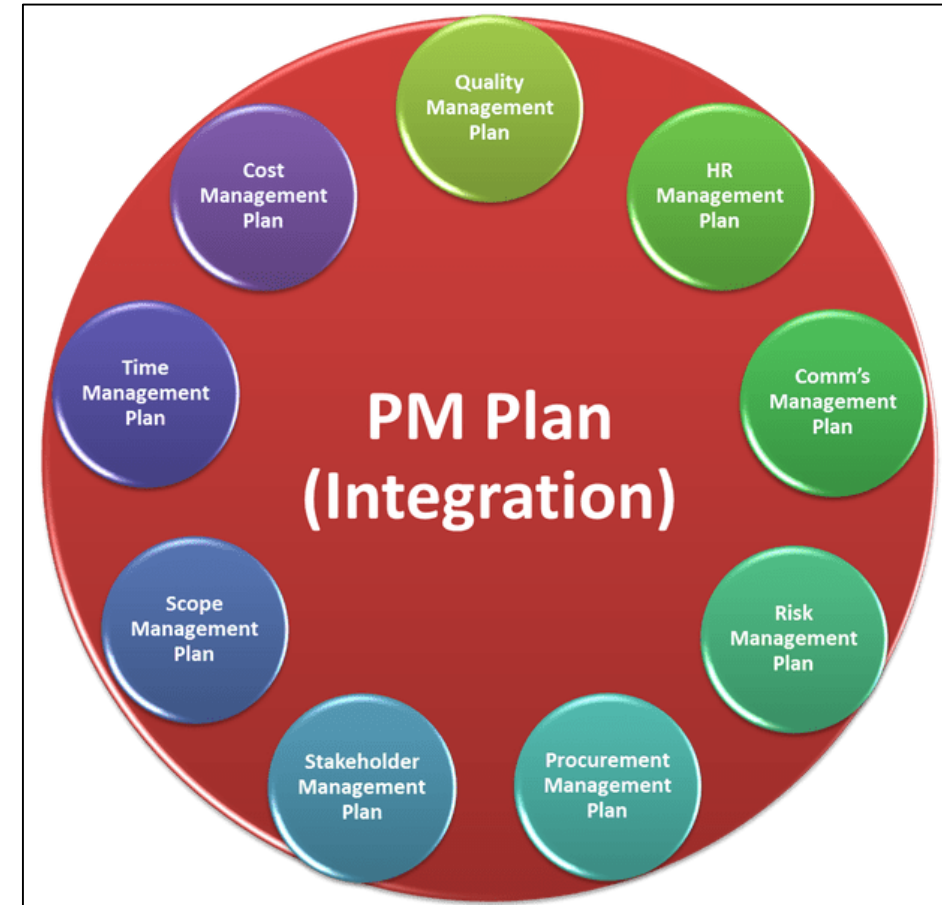 Quality
Management
Plan
HR
Management
Plan
Comm's
Management
Plan
Risk
Management
Plan
Procurement
Management
Plan
Stakeholder
Management
Plan
Scope
Management
Plan
Time
Management
Plan
Cost
Management
Plan
PM Plan
(Integration)